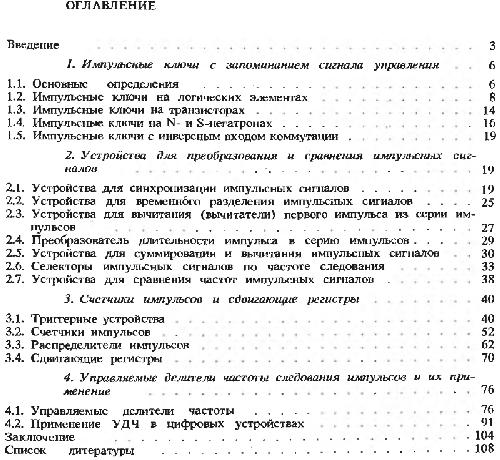 ОГЛАВЛЕНИЕ
Введение . . . . . . . . . . 3
1. Импульсные ключи с запоминанием сигнала управления . . 6
1.1. Основные определения . . . . . . . . . . 6
1.2. Импульсные ключи на логических элементах . . . . . . . . 8
1.3. Импульсные ключи на транзисторах . . . . . . . . 14
1.4. Импульсные ключи на N- и S-негатронах . . . . . . . . 16
1.5. Импульсные ключи с инверсным входом коммутации . . . . . . 19
2. Устройства для преобразования и сравнения импульсных сиг-
налов . . . . . . . . . . 19
2.1. Устройства для синхронизации импульсных сигналов . . . . . . 19
2.2. Устройства для временно́го разделения импульсных сигналов . . . 25
2.3. Устройства для вычитания (вычитатели) первого импульса из серии им-
пульсов . . . . . . . . . . 27
2.4. Преобразователь длительности импульса в серию импульсов . . . . 29
2.5. Устройства для суммирования и вычитания импульсных сигналов . . 30
2.6. Селекторы импульсных сигналов по частоте следования . . . . 33
2.7. Устройства для сравнения частот импульсных сигналов . . . . 38
3. Счетчики импульсов и сдвигающие регистры . . . . 40
3.1. Триггерные устройства . . . . . . . . . . 40
3.2. Счетчики импульсов . . . . . . . . . . 52
3.3. Распределители импульсов . . . . . . . . . . 62
3.4. Сдвигающие регистры . . . . . . . . . . 70
4. Управляемые делители частоты следования импульсов и их при-
менение . . . . . . . . . . 76
4.1. Управляемые делители частоты . . . . . . . . 76
4.2. Применение УДЧ в цифровых устройствах . . . . . . . . 91
Заключение . . . . . . . . . . 104
Список литературы . . . . . . . . . . 108